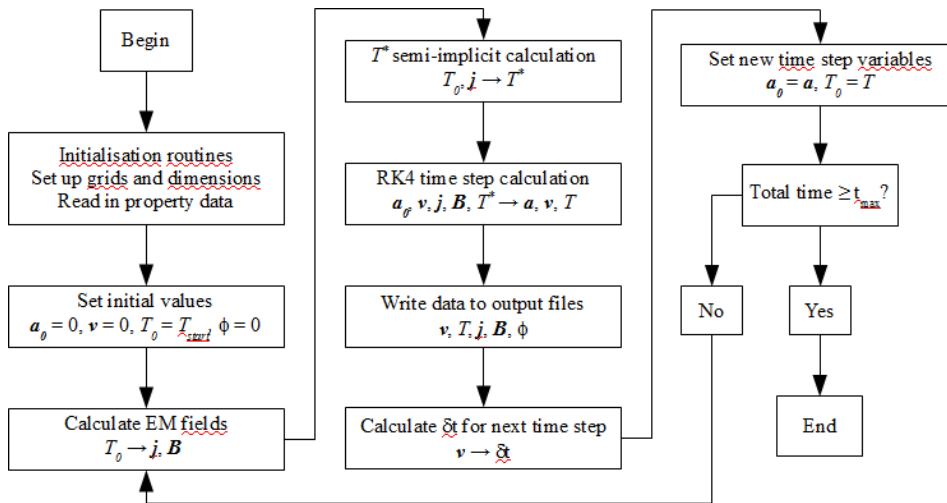 Begin
Initialisation routines
Set up grids and dimensions
Read in property data
Set initial values
a₀ = 0, v = 0, T₀ = T_start, ϕ = 0
Calculate EM fields
T₀ → j, B
T* semi-implicit calculation
T₀, j → T*
RK4 time step calculation
a₀, v, j, B, T* → a, v, T
Write data to output files
v, T, j, B, ϕ
Calculate δt for next time step
v → δt
Set new time step variables
a₀ = a, T₀ = T
Total time ≥ t_max?
No
Yes
End